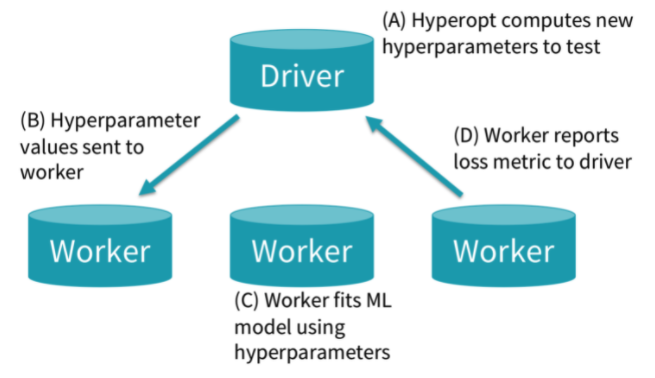 (A) Hyperopt computes new
hyperparameters to test
Driver
(B) Hyperparameter
values sent to
worker
(D) Worker reports
loss metric to driver
Worker
Worker
Worker
(C) Worker fits ML
model using
hyperparameters